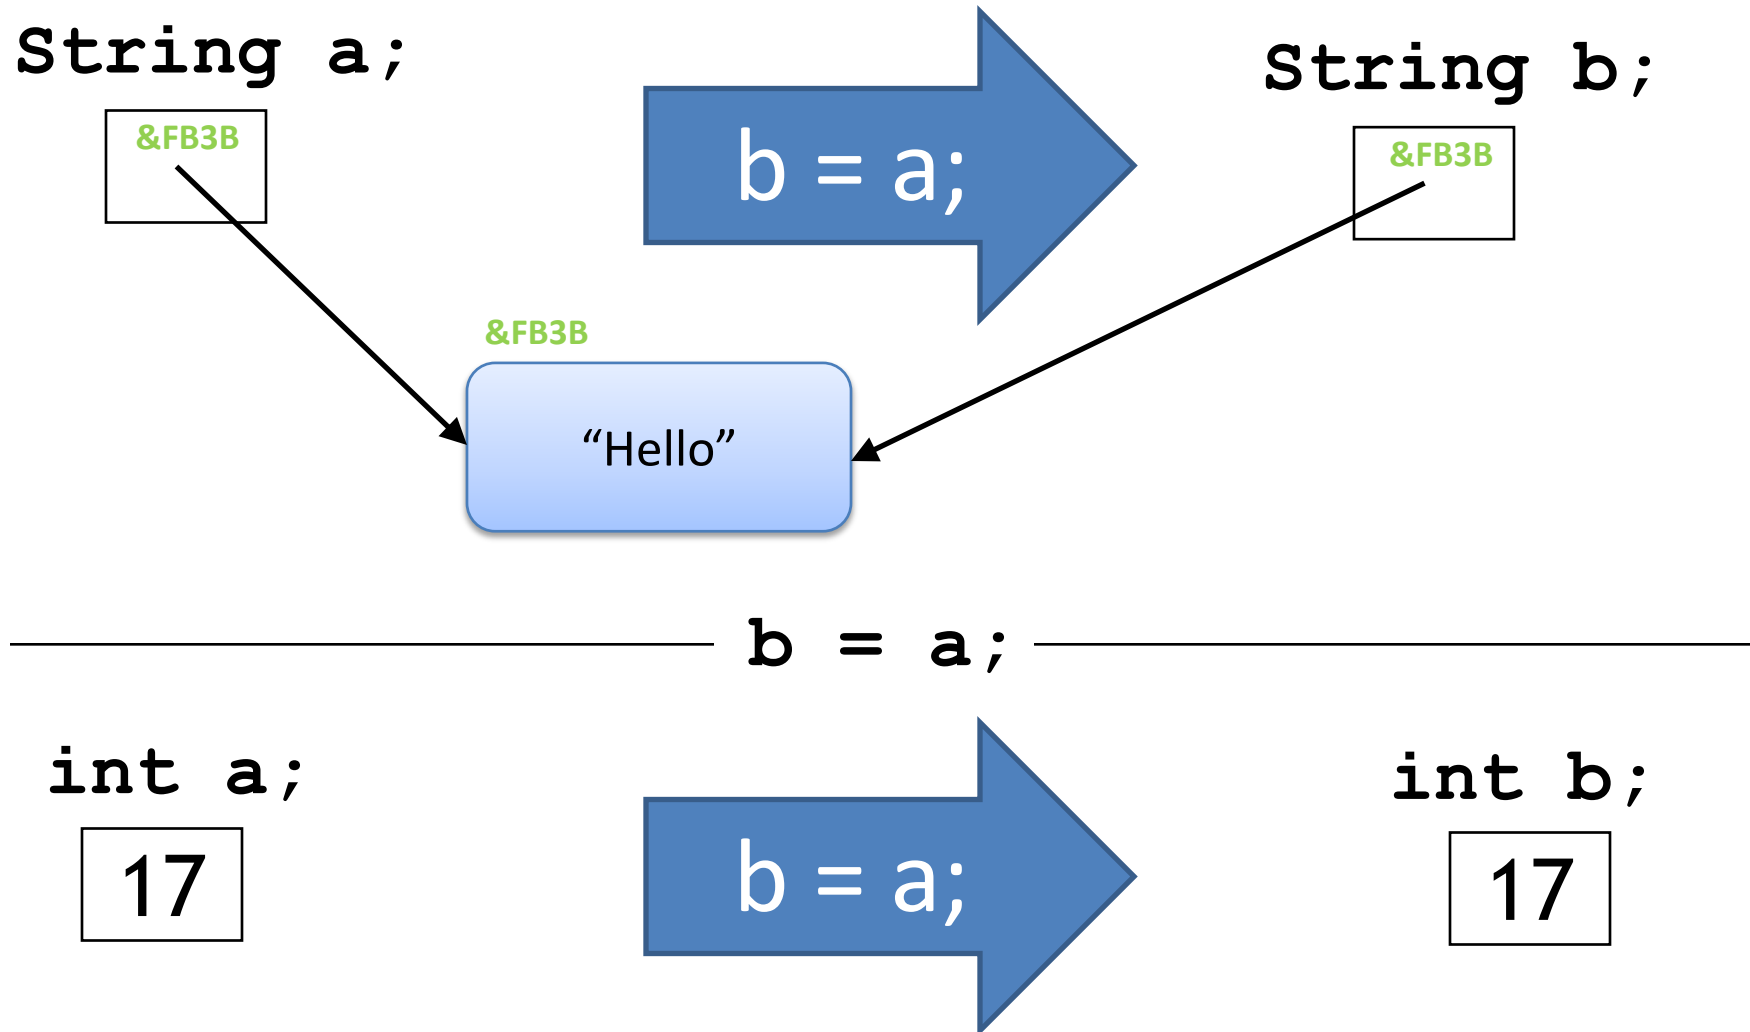 String a;
&FB3B
b = a;
String b;
&FB3B
&FB3B
“Hello”
b = a;
int a;
17
b = a;
int b;
17